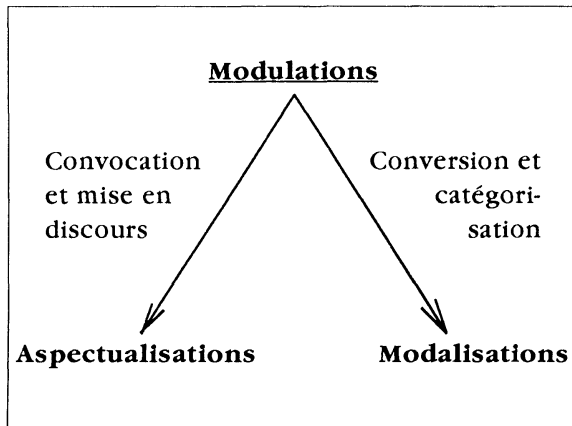 Modulations
Convocation
et mise en
discours
Conversion et
catégori-
sation
Aspectualisations
Modalisations